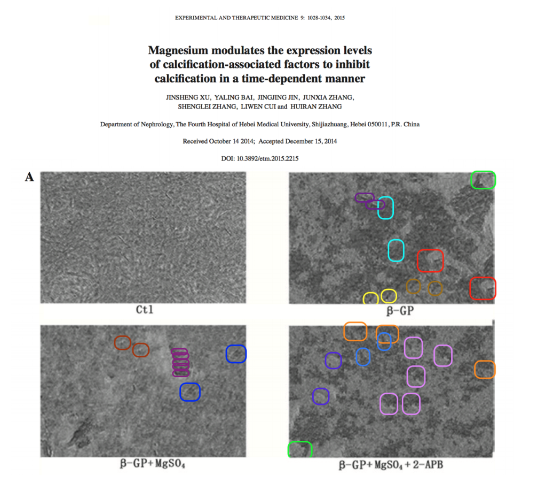 EXPERIMENTAL AND THERAPEUTIC MEDICINE 9: 1028-1034, 2015
Magnesium modulates the expression levels
of calcification-associated factors to inhibit
calcification in a time-dependent manner
JINSHENG XU, YALING BAI, JINGJING JIN, JUNXIA ZHANG,
SHENGLEI ZHANG, LIWEN CUI and HUIRAN ZHANG
Department of Nephrology, The Fourth Hospital of Hebei Medical University, Shijiazhuang, Hebei 050011, P.R. China
Received October 14 2014; Accepted December 15, 2014
DOI: 10.3892/etm.2015.2215
A
Ctl
β-GP
β-GP+MgSO₄
β-GP+MgSO₄+2-APB